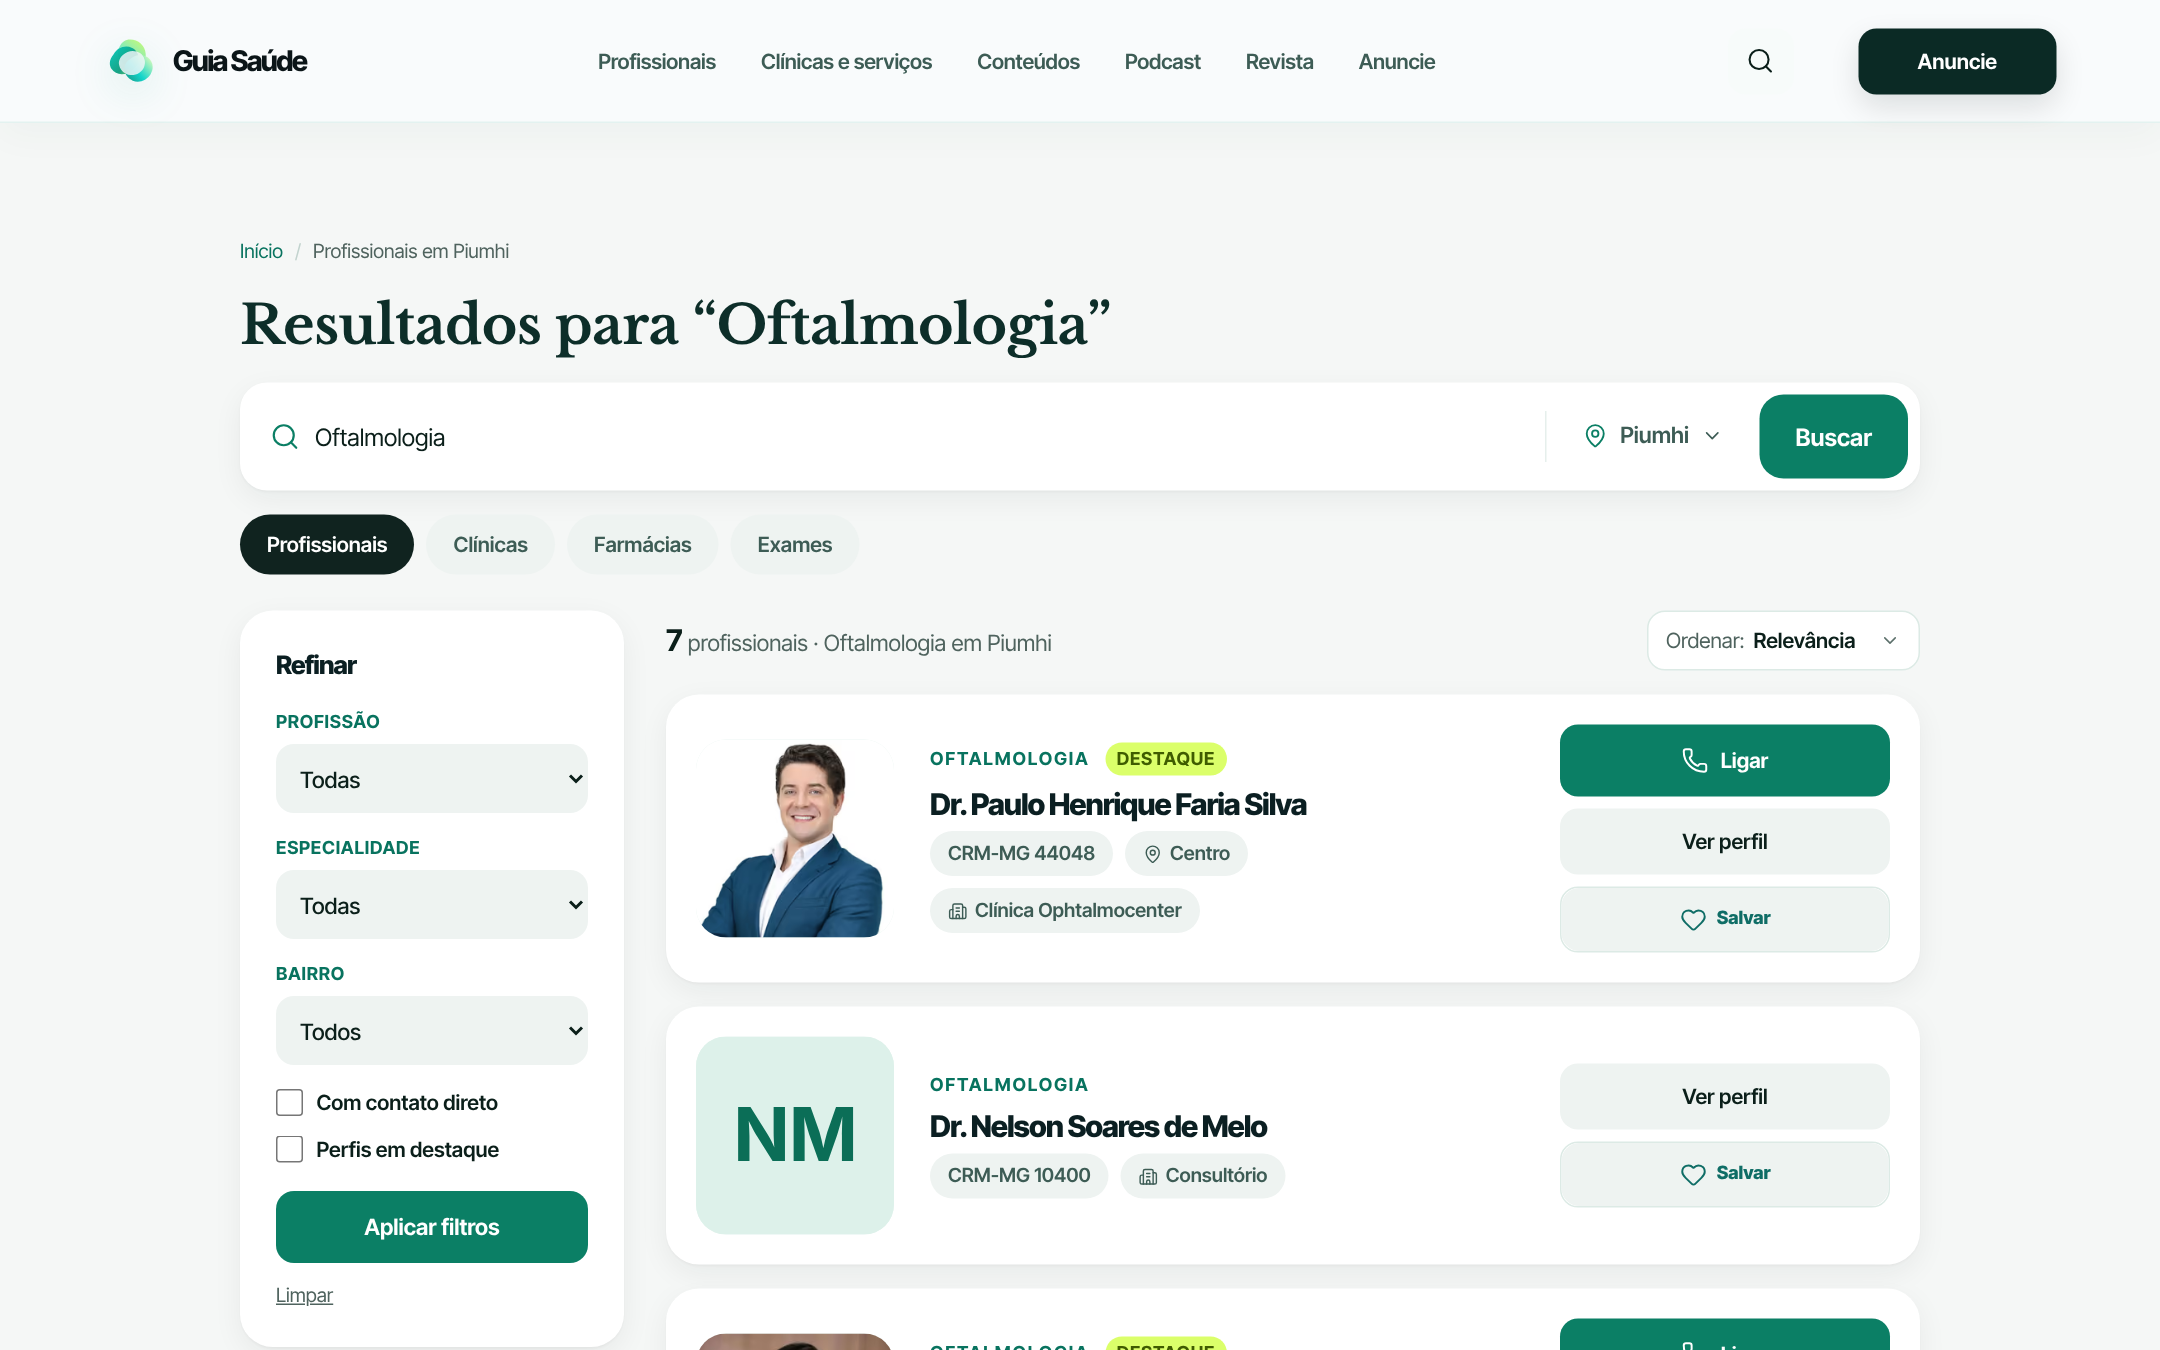 Guia Saúde
Profissionais
Clínicas e serviços
Conteúdos
Podcast
Revista
Anuncie
Anuncie
Início / Profissionais em Piumhi
Resultados para “Oftalmologia”
Oftalmologia
Piumhi
Buscar
Profissionais
Clínicas
Farmácias
Exames
Refinar
PROFISSÃO
Todas
ESPECIALIDADE
Todas
BAIRRO
Todos
Com contato direto
Perfis em destaque
Aplicar filtros
Limpar
7 profissionais · Oftalmologia em Piumhi
Ordenar: Relevância
OFTALMOLOGIA DESTAQUE
Dr. Paulo Henrique Faria Silva
CRM-MG 44048
Centro
Clínica Ophtalmocenter
Ligar
Ver perfil
Salvar
NM
OFTALMOLOGIA
Dr. Nelson Soares de Melo
CRM-MG 10400
Consultório
Ver perfil
Salvar
OFTALMOLOGIA DESTAQUE